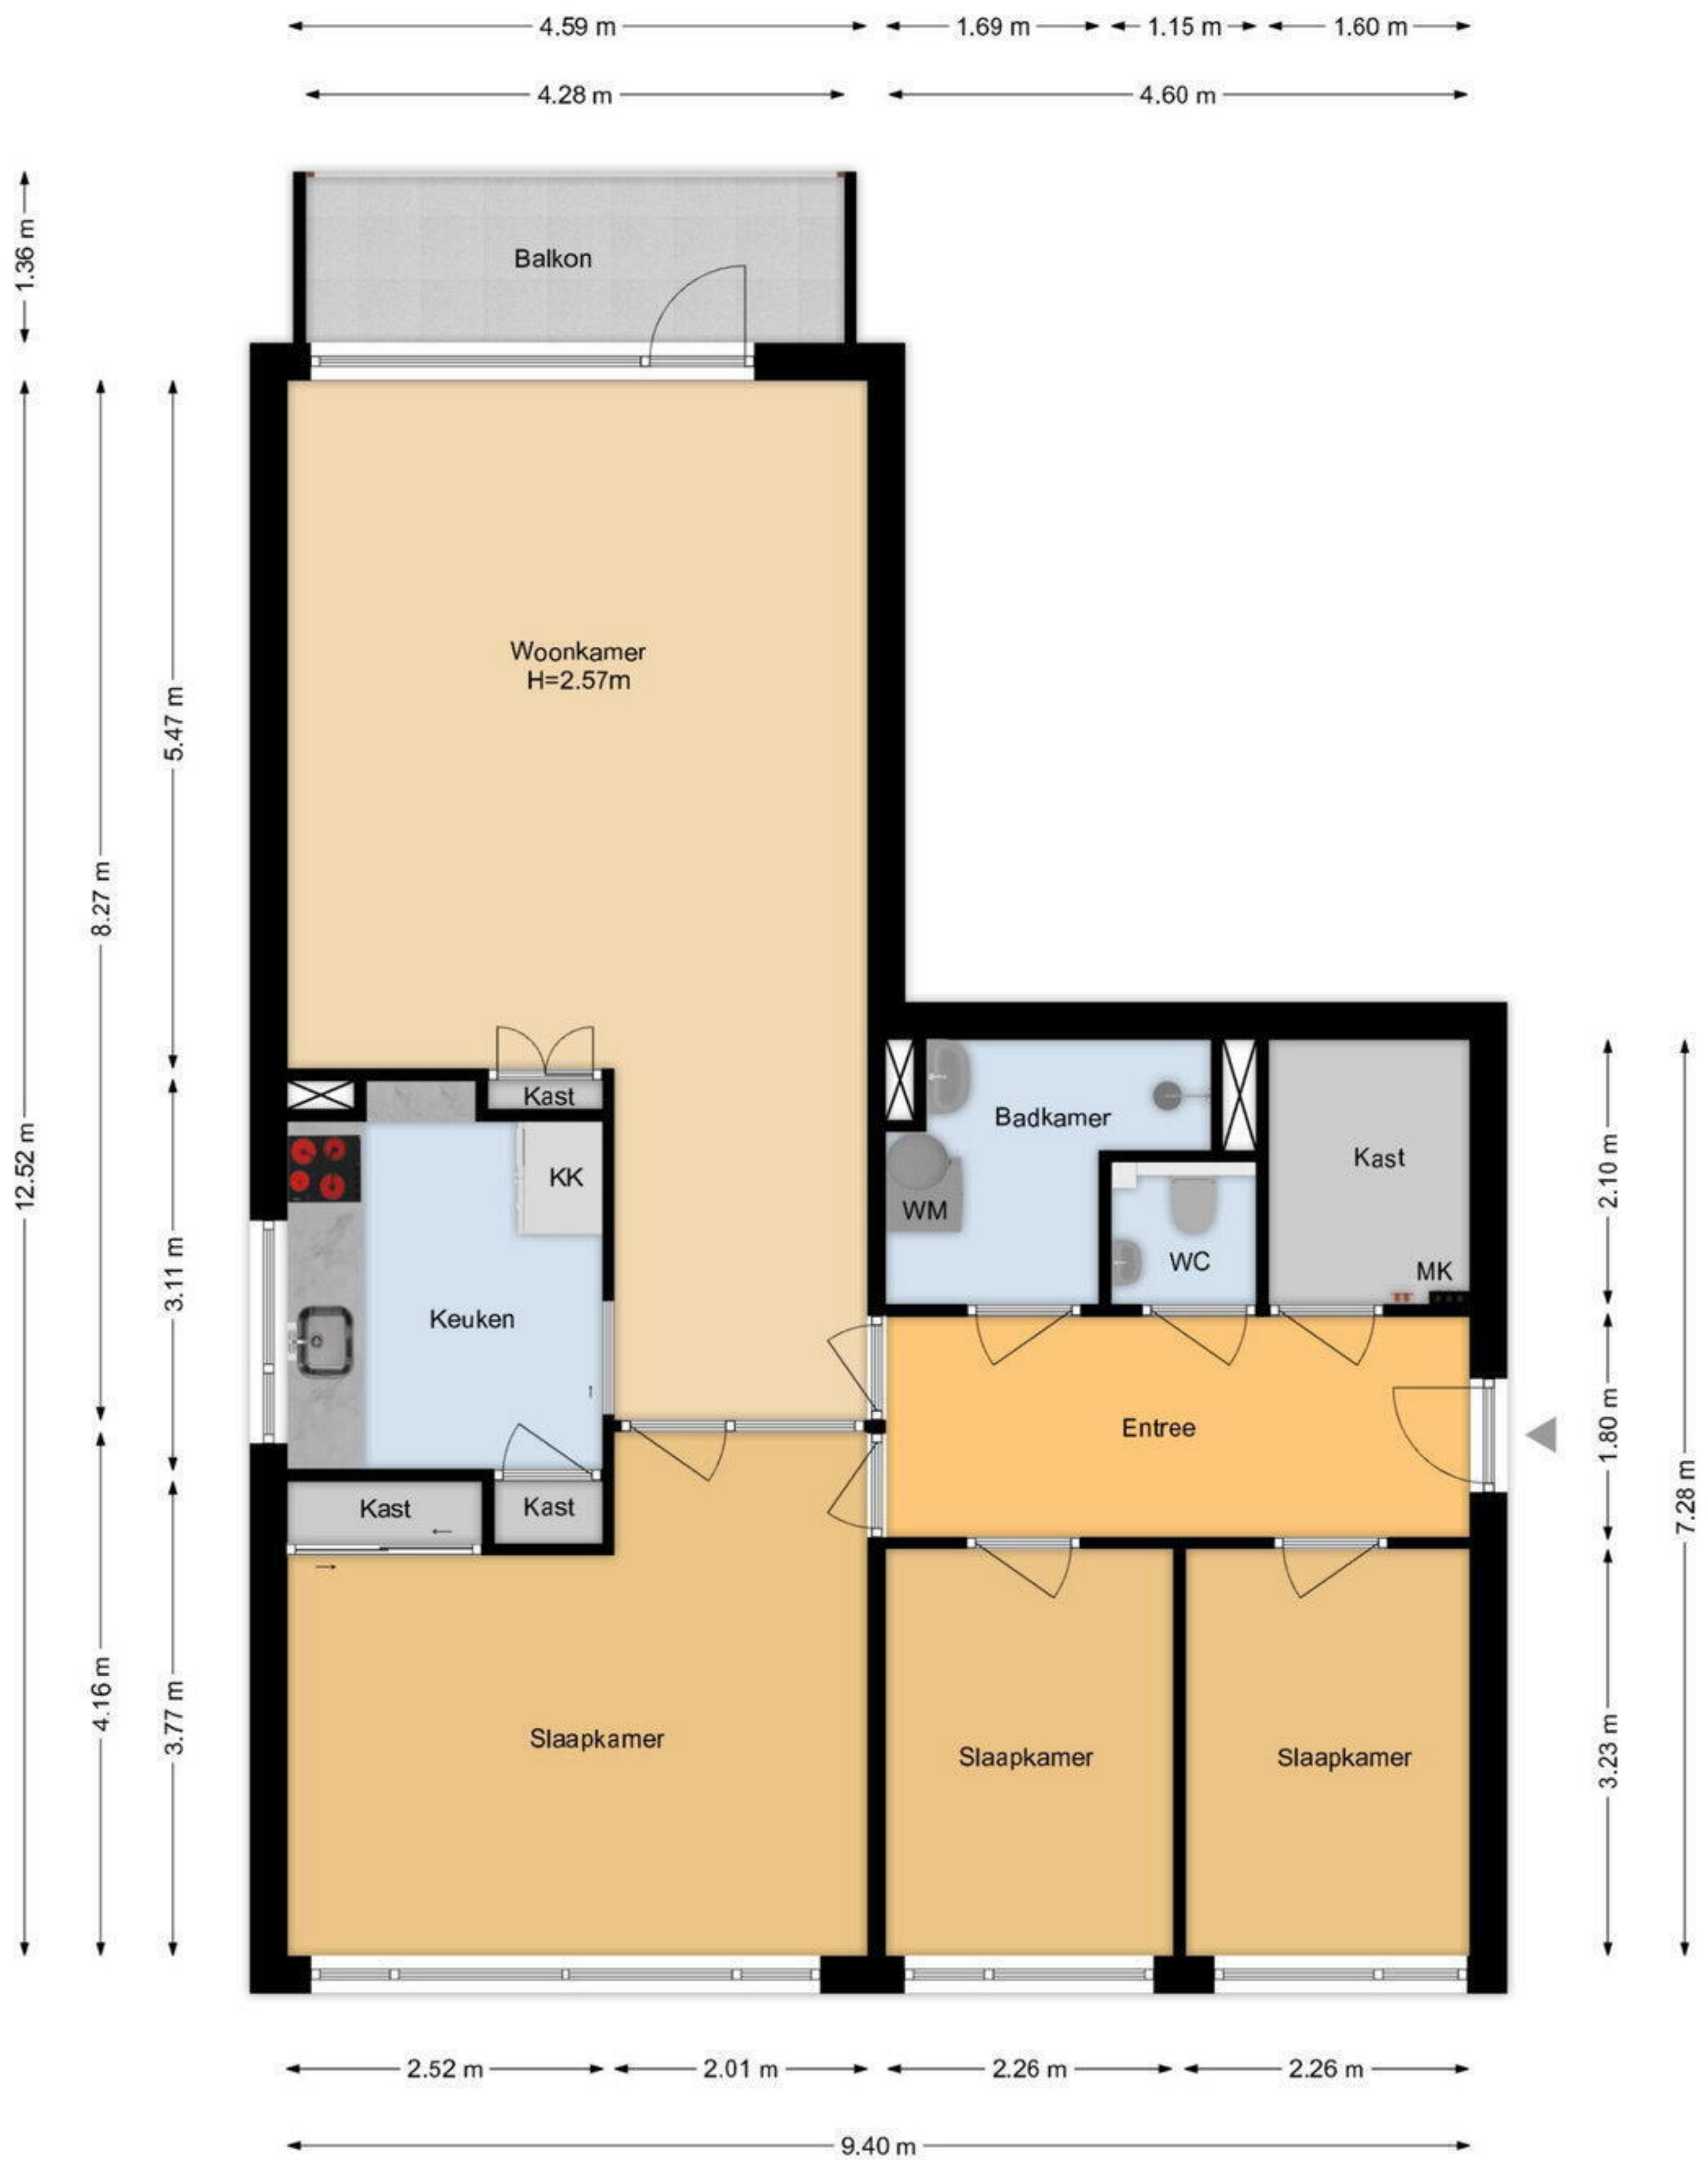 4.59 m
1.69 m
1.15 m
1.60 m
4.28 m
4.60 m
1.36 m
Balkon
Woonkamer
H=2.57m
5.47 m
8.27 m
12.52 m
Kast
Badkamer
Kast
KK
WM
WC
MK
2.10 m
3.11 m
Keuken
Entree
1.80 m
7.28 m
Kast
Kast
4.16 m
3.77 m
Slaapkamer
Slaapkamer
Slaapkamer
3.23 m
2.52 m
2.01 m
2.26 m
2.26 m
9.40 m